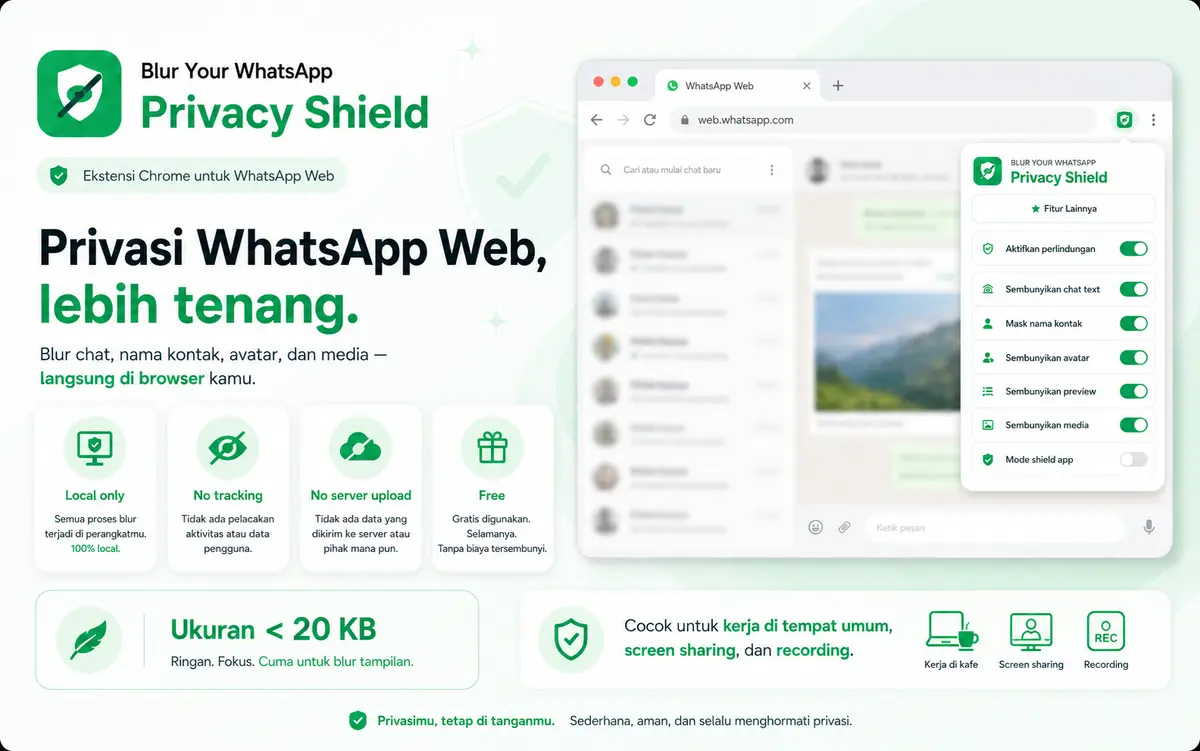 Blur Your WhatsApp
Privacy Shield
Ekstensi Chrome untuk WhatsApp Web
Privasi WhatsApp Web,
lebih tenang.
Blur chat, nama kontak, avatar, dan media —
langsung di browser kamu.
Local only
Semua proses blur
terjadi di perangkatmu.
100% local.
No tracking
Tidak ada pelacakan
aktivitas atau data
pengguna.
No server upload
Tidak ada data yang
dikirim ke server atau
pihak mana pun.
Free
Gratis digunakan.
Selamanya.
Tanpa biaya tersembunyi.
Ukuran < 20 KB
Ringan. Fokus. Cuma untuk blur tampilan.
WhatsApp Web
web.whatsapp.com
Cari atau mulai chat baru
BLUR YOUR WHATSAPP
Privacy Shield
Fitur Lainnya
Aktifkan perlindungan
Sembunyikan chat text
Mask nama kontak
Sembunyikan avatar
Sembunyikan preview
Sembunyikan media
Mode shield app
Ketik pesan
Cocok untuk kerja di tempat umum,
screen sharing, dan recording.
Kerja di kafe
Screen sharing
REC
Recording
Privasimu, tetap di tanganmu. Sederhana, aman, dan selalu menghormati privasi.